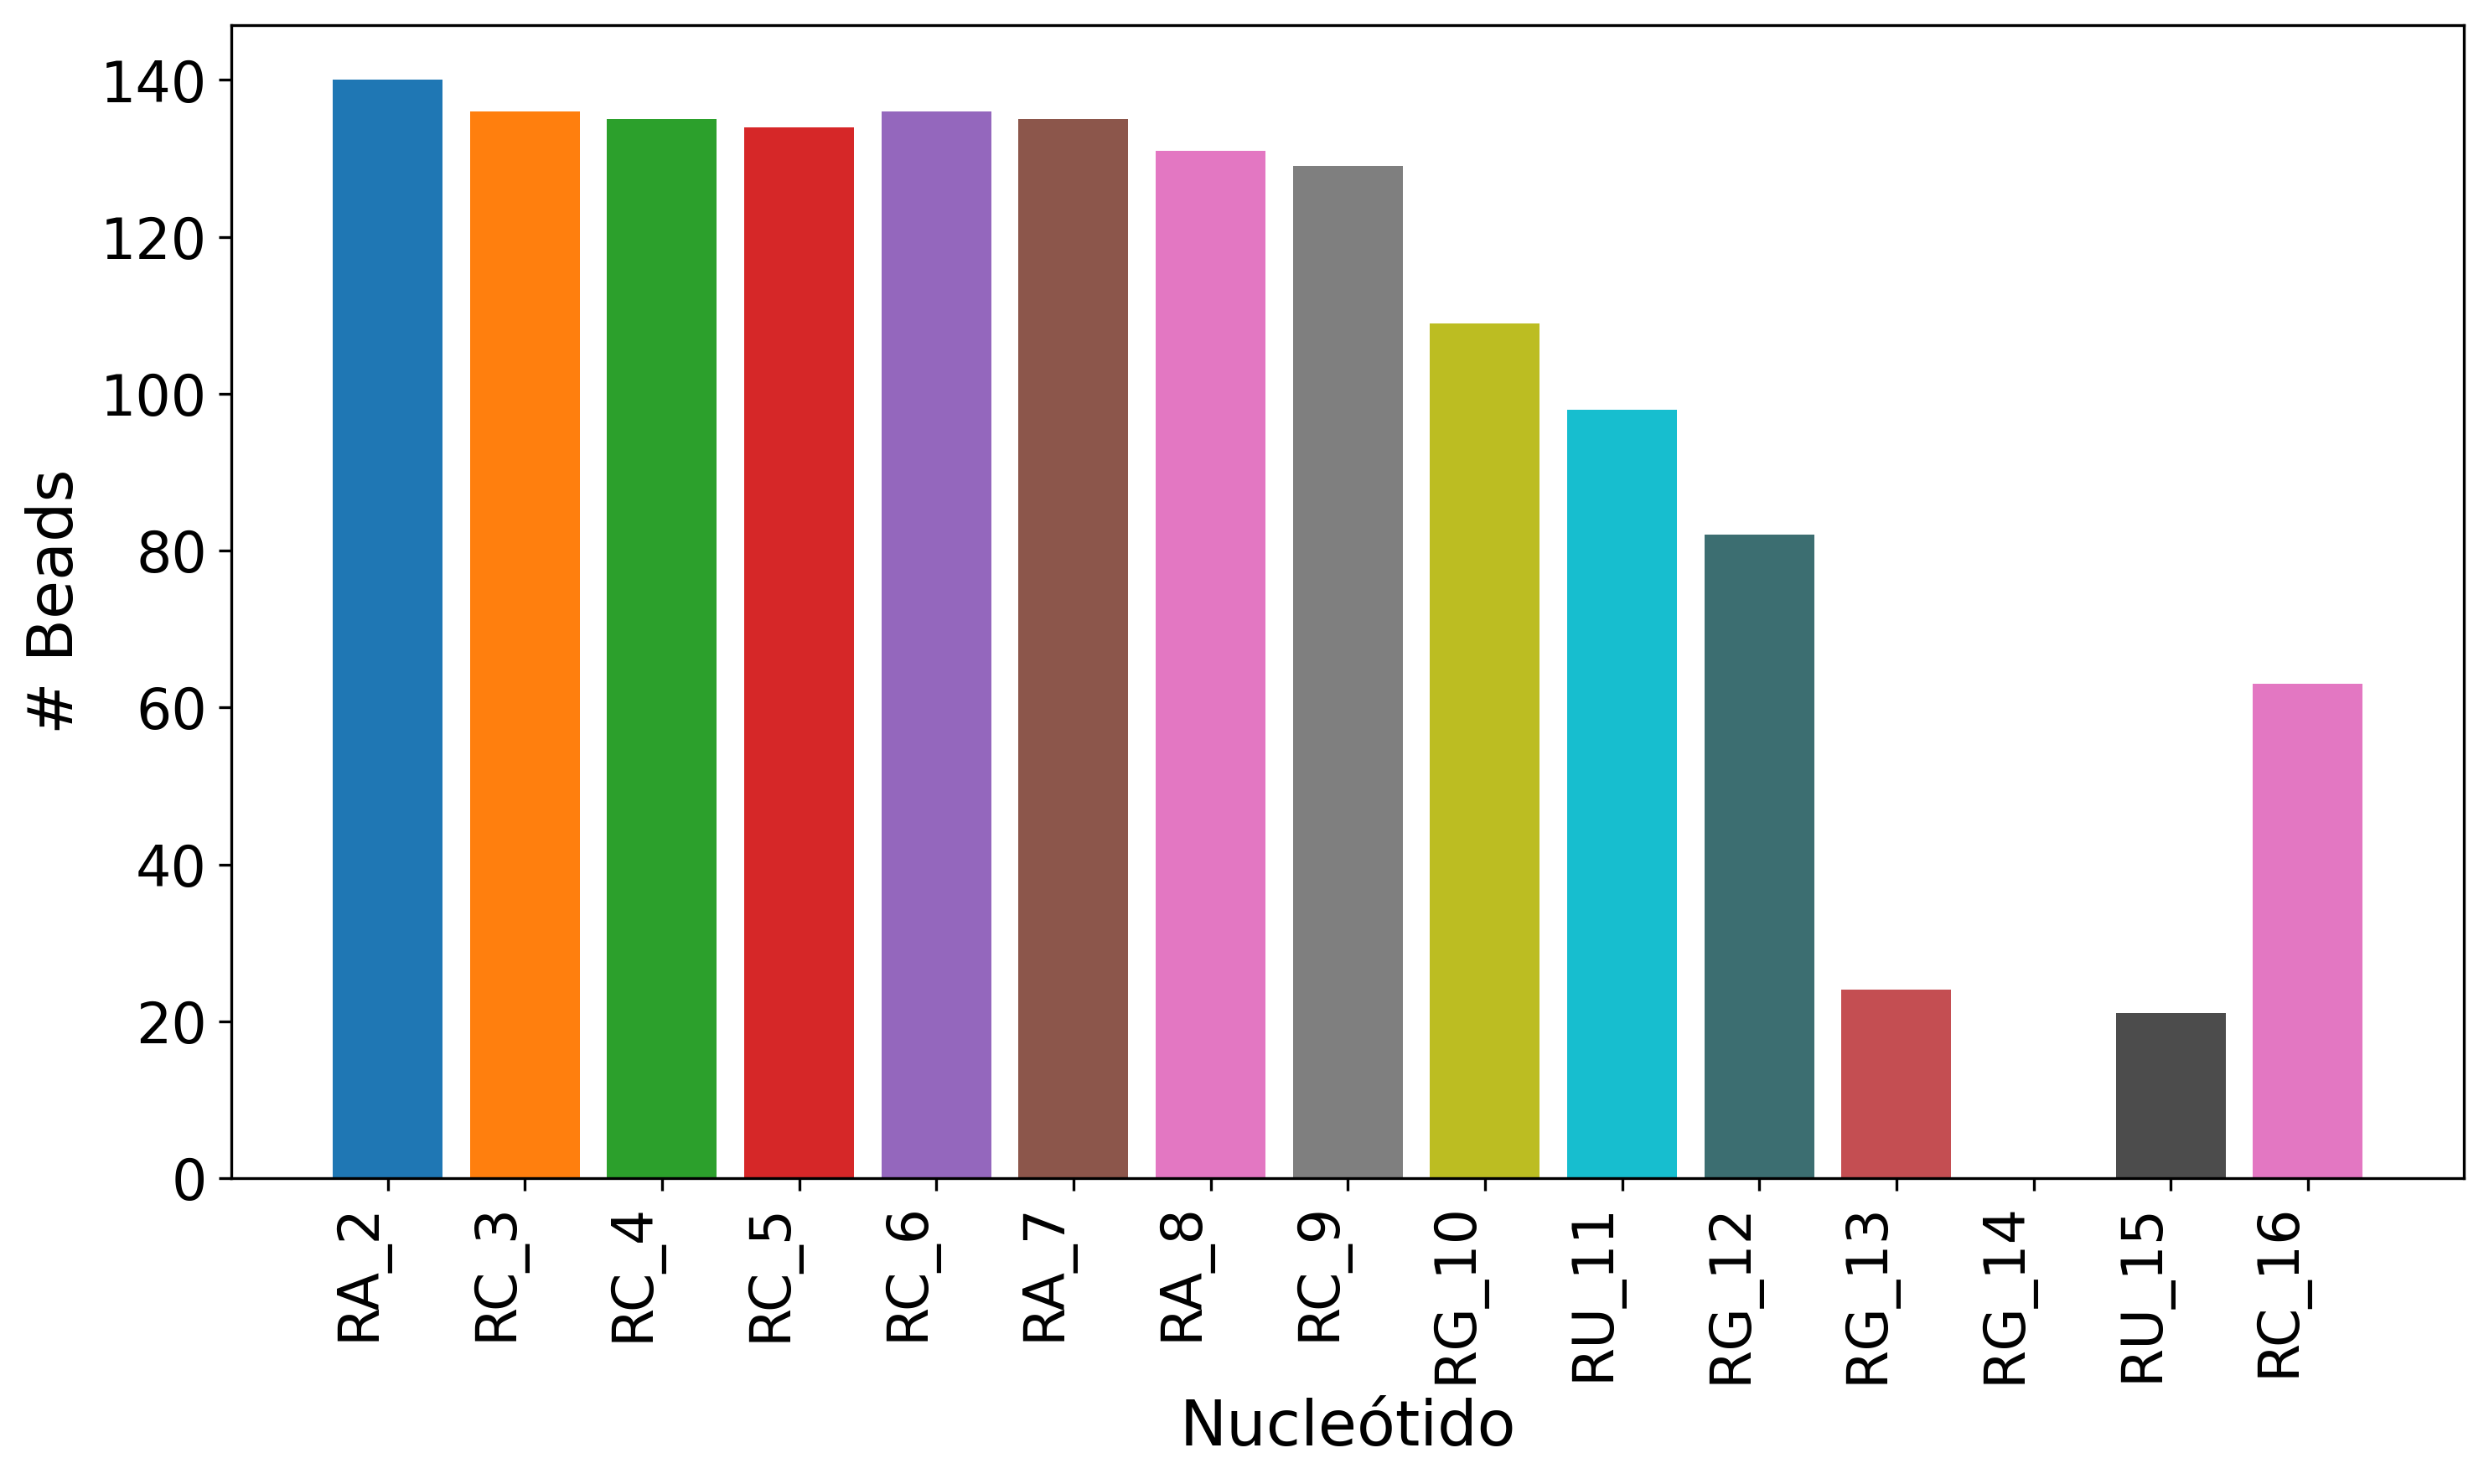 # Beads
140
120
100
80
60
40
20
0
RA_2
RC_3
RC_4
RC_5
RC_6
RA_7
RA_8
RC_9
RG_10
RU_11
RG_12
RG_13
RG_14
RU_15
RC_16
Nucleótido